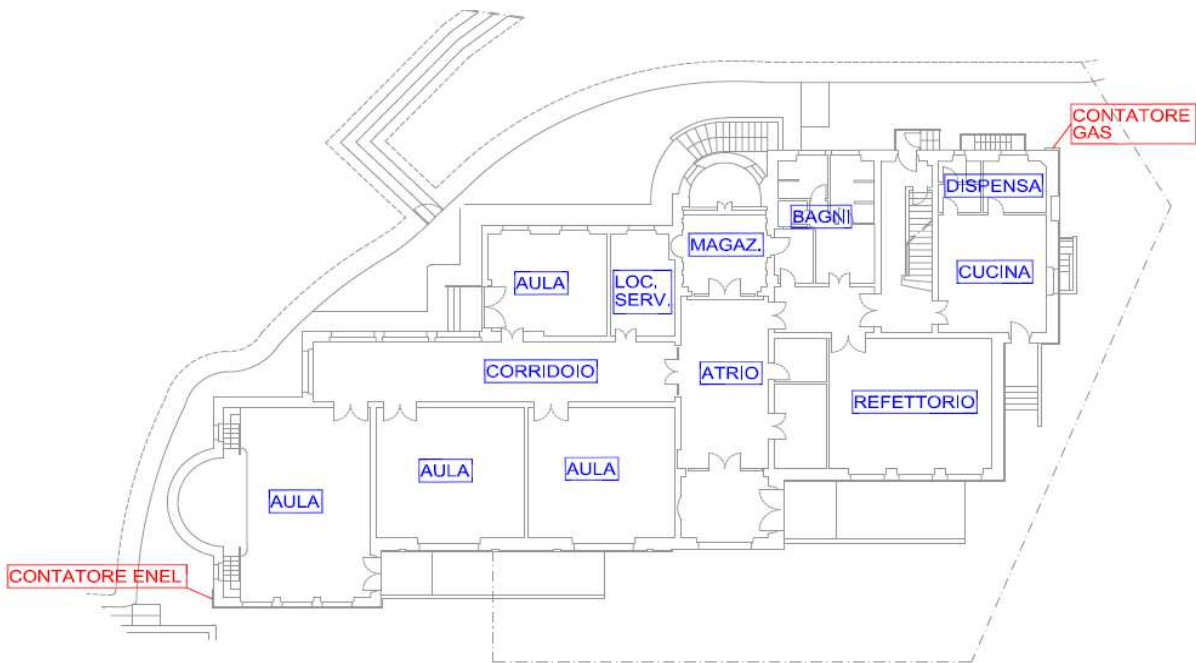 CONTATORE
GAS
DISPENSA
BAGNI
MAGAZ.
CUCINA
AULA
LOC.
SERV.
CORRIDOIO
ATRIO
REFETTORIO
AULA
AULA
AULA
CONTATORE ENEL